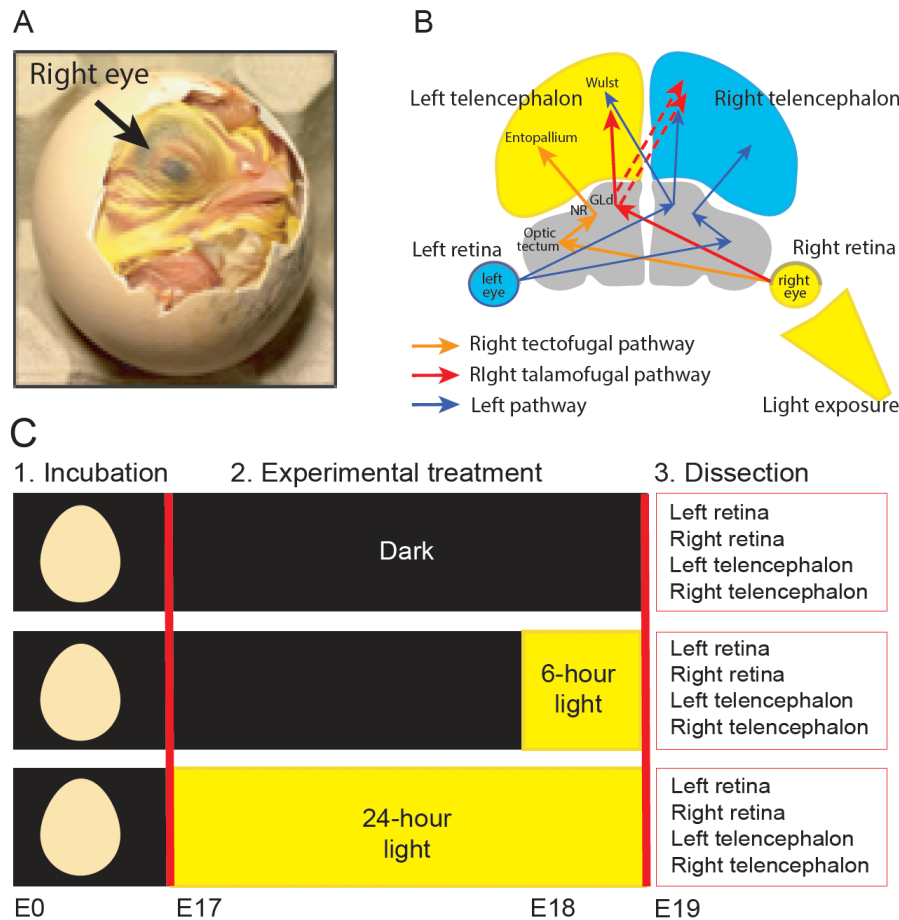 A
Right eye
B
Left telencephalon
Right telencephalon
Wulst
Entopallium
GLd
NR
Optic
tectum
Left retina
Right retina
left
eye
right
eye
Right tectofugal pathway
RIght talamofugal pathway
Left pathway
Light exposure
C
1. Incubation
2. Experimental treatment
3. Dissection
Dark
Left retina
Right retina
Left telencephalon
Right telencephalon
6-hour
light
Left retina
Right retina
Left telencephalon
Right telencephalon
24-hour
light
Left retina
Right retina
Left telencephalon
Right telencephalon
E0
E17
E18
E19